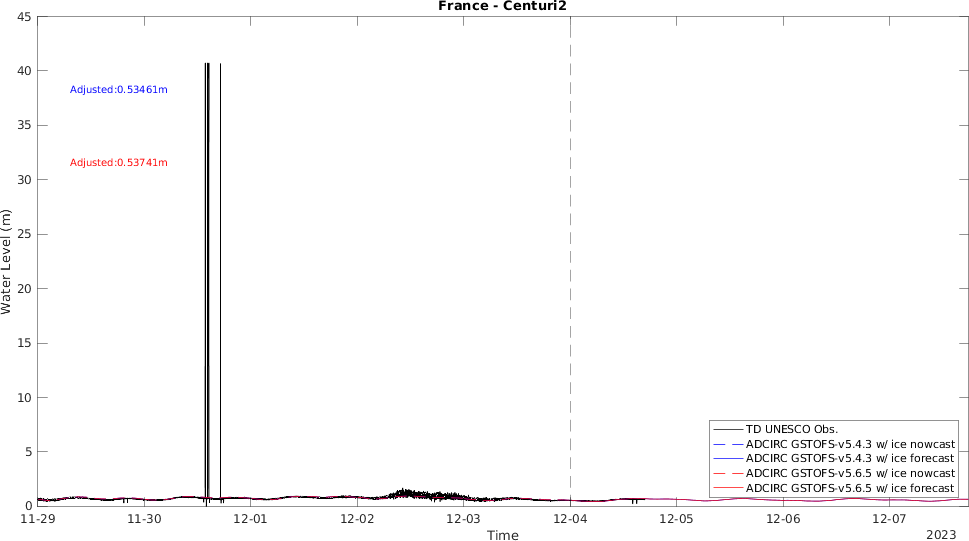 France - Centuri2
45
40
35
30
25
20
15
10
5
0
Water Level (m)
Adjusted:0.53461m
Adjusted:0.53741m
TD UNESCO Obs.
ADCIRC GSTOFS-v5.4.3 w/ ice nowcast
ADCIRC GSTOFS-v5.4.3 w/ ice forecast
ADCIRC GSTOFS-v5.6.5 w/ ice nowcast
ADCIRC GSTOFS-v5.6.5 w/ ice forecast
11-29 11-30 12-01 12-02 12-03 12-04 12-05 12-06 12-07
Time
2023